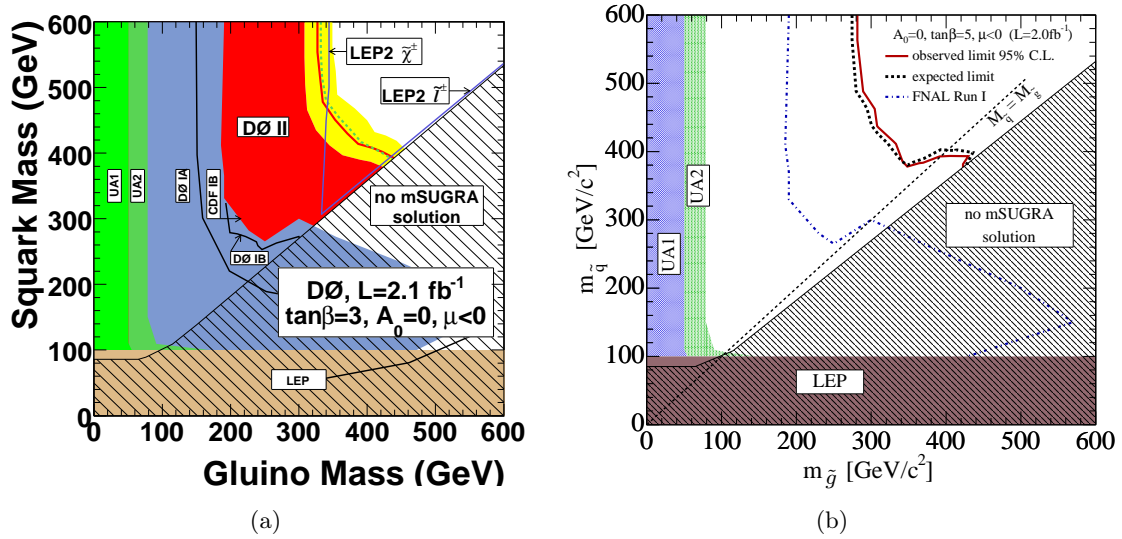 Squark Mass (GeV)
600
500
400
300
200
100
0
0 100 200 300 400 500 600
Gluino Mass (GeV)
UA1
UA2
DØ IA
CDF IB
DØ IB
DØ II
LEP2 χ̃±
LEP2 l̃±
no mSUGRA
solution
DØ, L=2.1 fb⁻¹
tanβ=3, A₀=0, μ<0
LEP
(a)
m_q̃ [GeV/c²]
600
500
400
300
200
100
0
0 100 200 300 400 500 600
m_g̃ [GeV/c²]
A₀=0, tanβ=5, μ<0 (L=2.0fb⁻¹)
observed limit 95% C.L.
expected limit
FNAL Run I
M_q̃ = M_g̃
UA1
UA2
no mSUGRA
solution
LEP
(b)